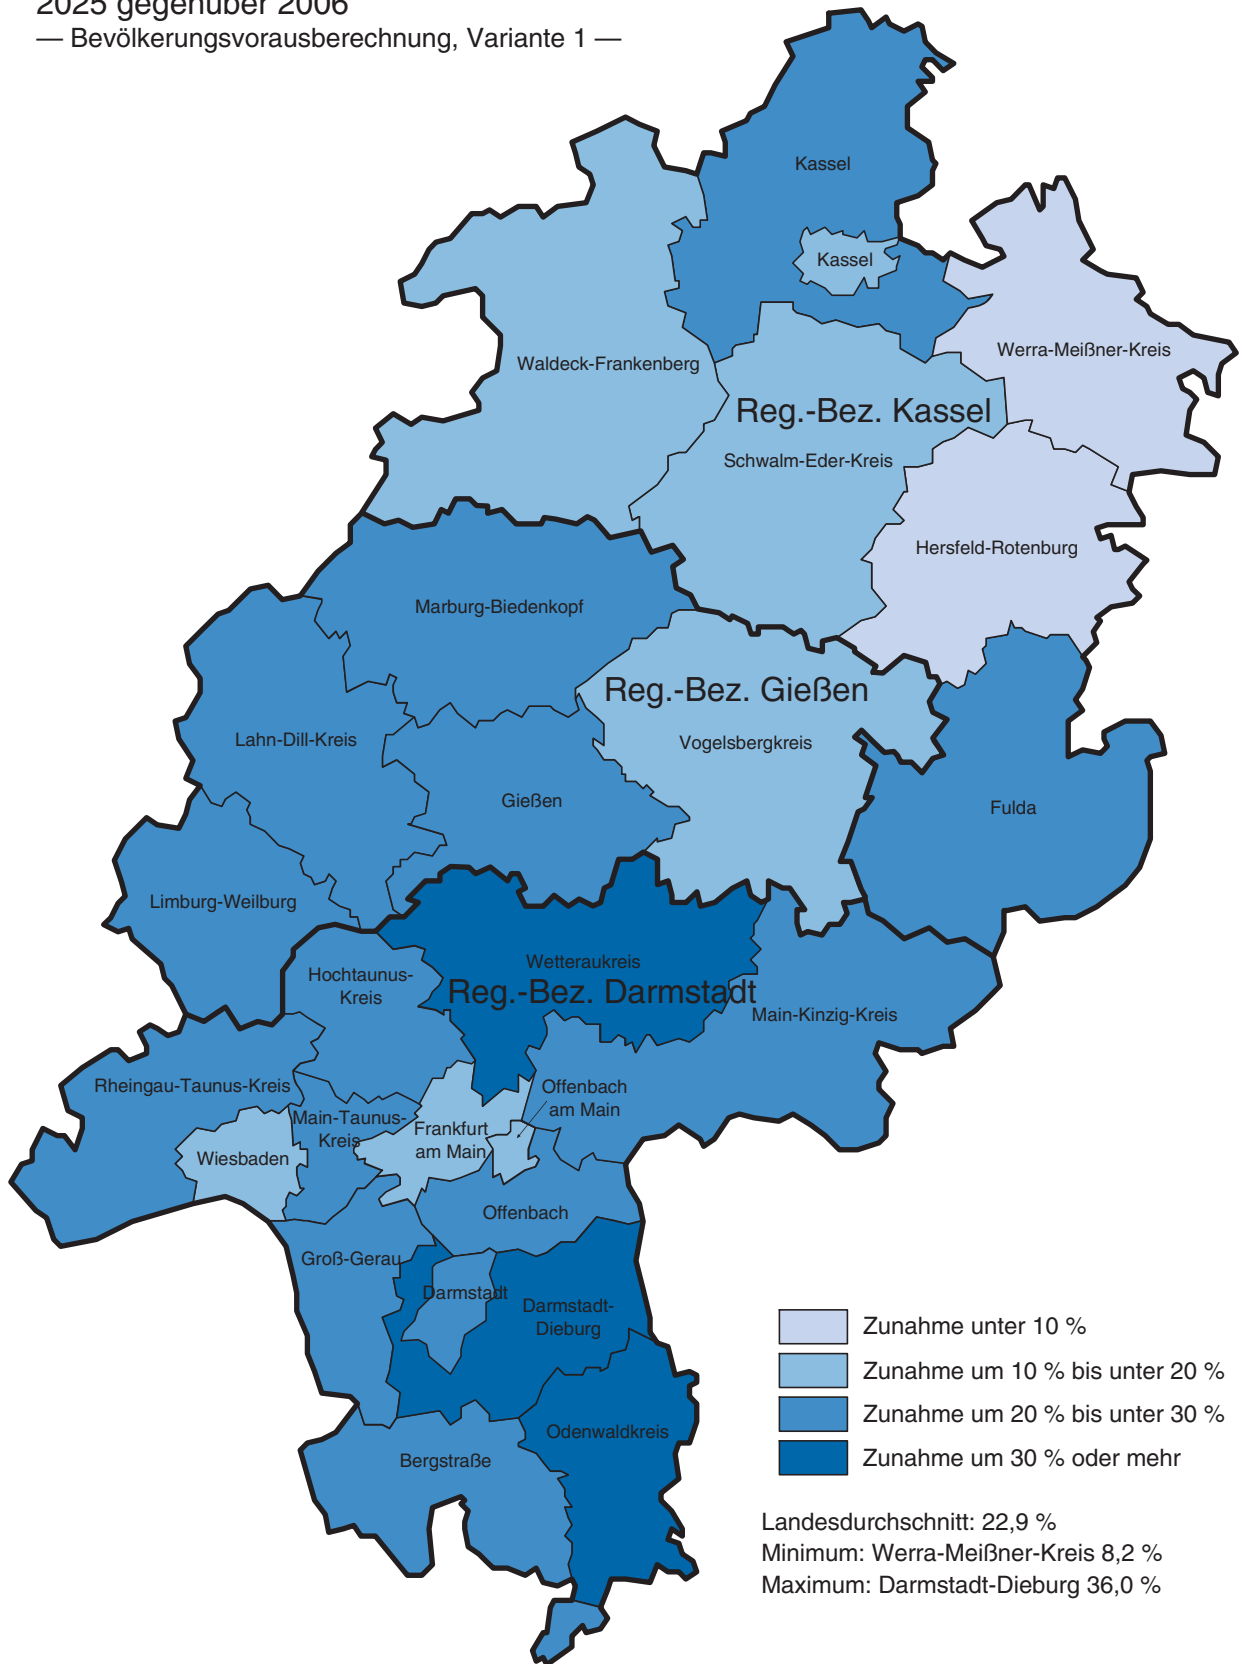 2025 gegenüber 2006
— Bevölkerungsvorausberechnung, Variante 1 —
Kassel
Kassel
Werra-Meißner-Kreis
Waldeck-Frankenberg
Reg.-Bez. Kassel
Schwalm-Eder-Kreis
Hersfeld-Rotenburg
Marburg-Biedenkopf
Reg.-Bez. Gießen
Lahn-Dill-Kreis
Vogelsbergkreis
Gießen
Fulda
Limburg-Weilburg
Wetteraukreis
Hochtaunus-
Kreis
Reg.-Bez. Darmstadt
Main-Kinzig-Kreis
Rheingau-Taunus-Kreis
Offenbach
am Main
Main-Taunus-
Kreis
Frankfurt
am Main
Wiesbaden
Offenbach
Groß-Gerau
Darmstadt
Darmstadt-
Dieburg
Odenwaldkreis
Bergstraße
Zunahme unter 10 %
Zunahme um 10 % bis unter 20 %
Zunahme um 20 % bis unter 30 %
Zunahme um 30 % oder mehr
Landesdurchschnitt: 22,9 %
Minimum: Werra-Meißner-Kreis 8,2 %
Maximum: Darmstadt-Dieburg 36,0 %